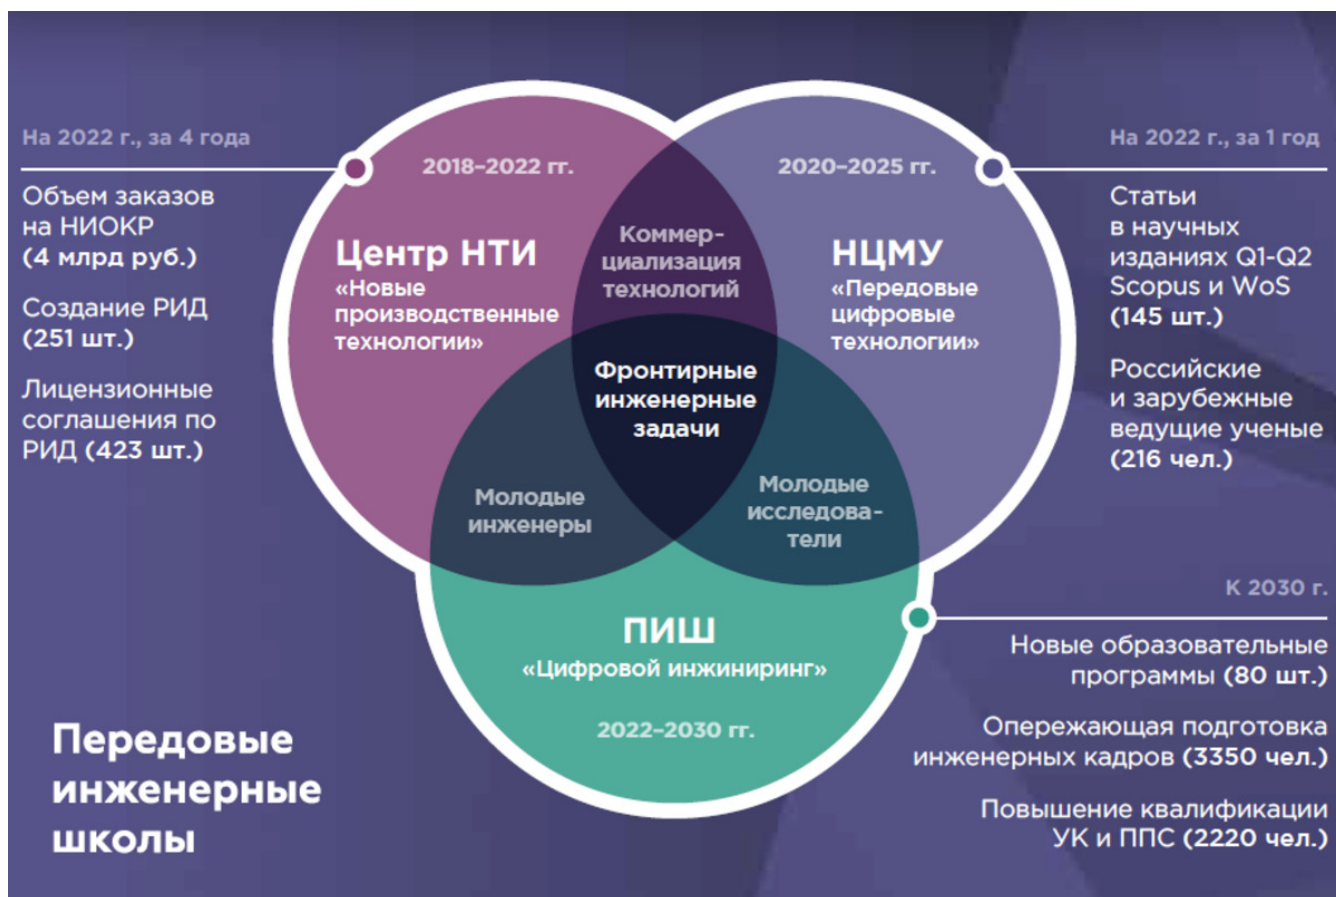 На 2022 г., за 4 года
Объем заказов
на НИОКР
(4 млрд руб.)
Создание РИД
(251 шт.)
Лицензионные
соглашения по
РИД (423 шт.)
2018–2022 гг.
Центр НТИ
«Новые
производственные
технологии»
Коммер-
циализация
технологий
2020–2025 гг.
НЦМУ
«Передовые
цифровые
технологии»
На 2022 г., за 1 год
Статьи
в научных
изданиях Q1-Q2
Scopus и WoS
(145 шт.)
Российские
и зарубежные
ведущие ученые
(216 чел.)
Фронтирные
инженерные
задачи
Молодые
инженеры
Молодые
исследова-
тели
ПИШ
«Цифровой инжиниринг»
2022–2030 гг.
К 2030 г.
Новые образовательные
программы (80 шт.)
Опережающая подготовка
инженерных кадров (3350 чел.)
Повышение квалификации
УК и ППС (2220 чел.)
Передовые
инженерные
школы